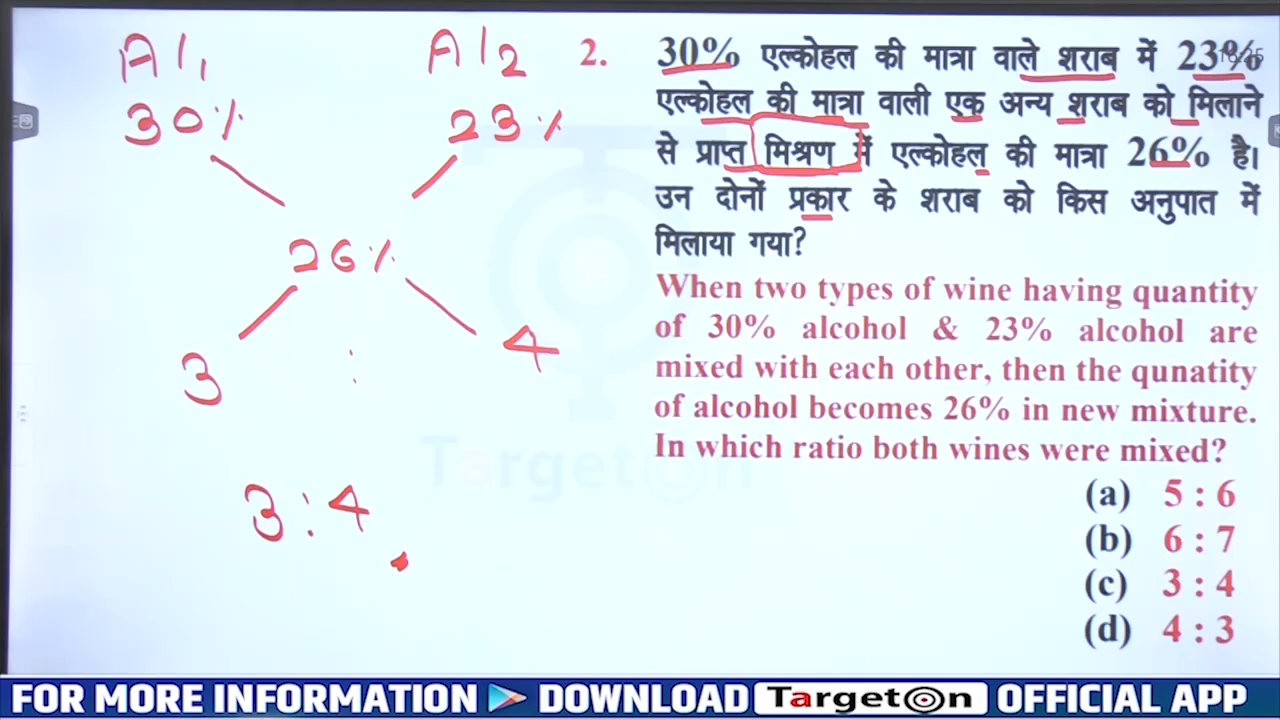 Al₁
Al2
30%
23%
26%
3 : 4
3:4
2. 30% एल्कोहल की मात्रा वाले शराब में 23%
एल्कोहल की मात्रा वाली एक अन्य शराब को मिलाने
से प्राप्त मिश्रण में एल्कोहल की मात्रा 26% है।
उन दोनों प्रकार के शराब को किस अनुपात में
मिलाया गया?
When two types of wine having quantity
of 30% alcohol & 23% alcohol are
mixed with each other, then the qunatity
of alcohol becomes 26% in new mixture.
In which ratio both wines were mixed?
(a) 5 : 6
(b) 6 : 7
(c) 3 : 4
(d) 4 : 3
TargetOn
FOR MORE INFORMATION DOWNLOAD TargetOn OFFICIAL APP